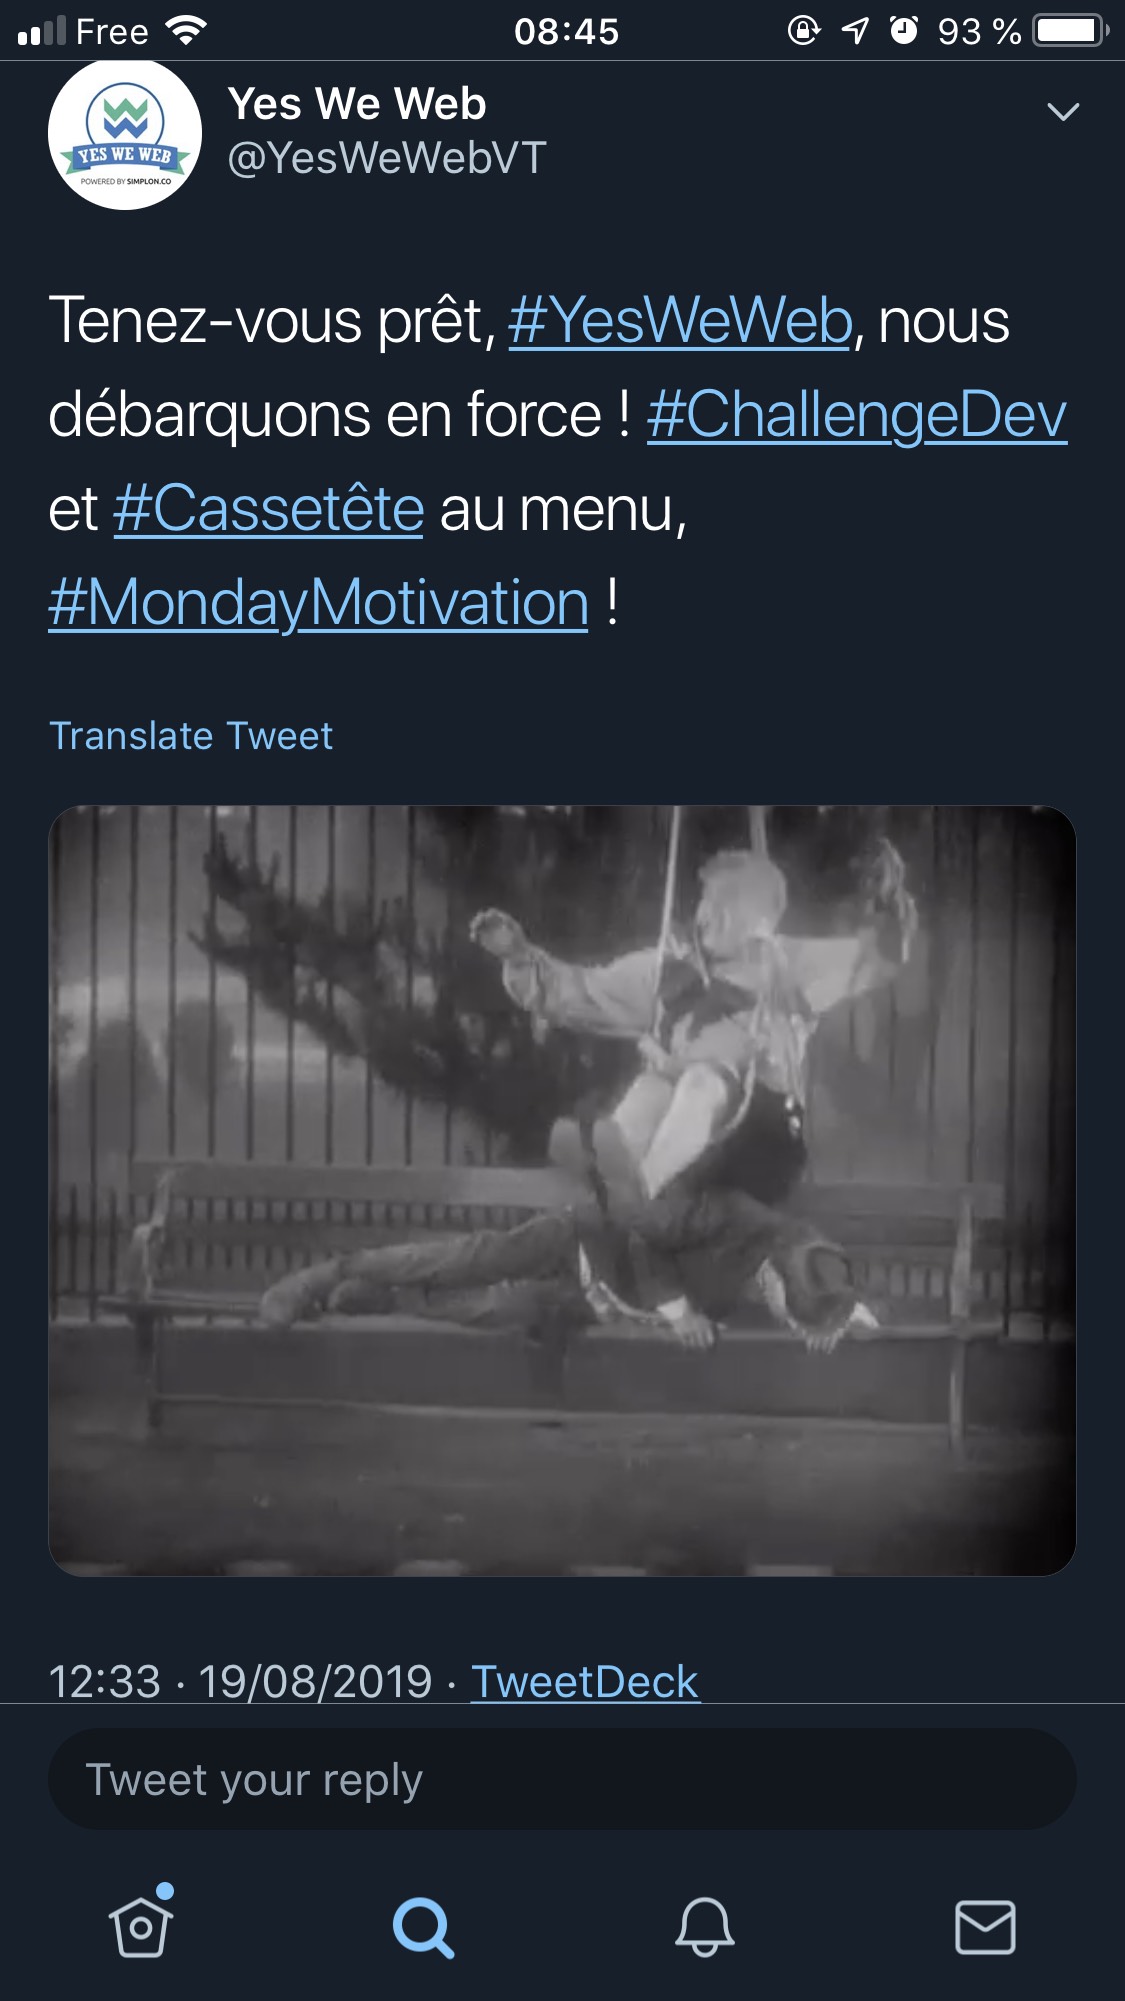 Free 08:45 93 %
Yes We Web
@YesWeWebVT
YES WE WEB
POWERED BY SIMPLON.CO
Tenez-vous prêt, #YesWeWeb, nous
débarquons en force ! #ChallengeDev
et #Cassetête au menu,
#MondayMotivation !
Translate Tweet
12:33 · 19/08/2019 · TweetDeck
Tweet your reply